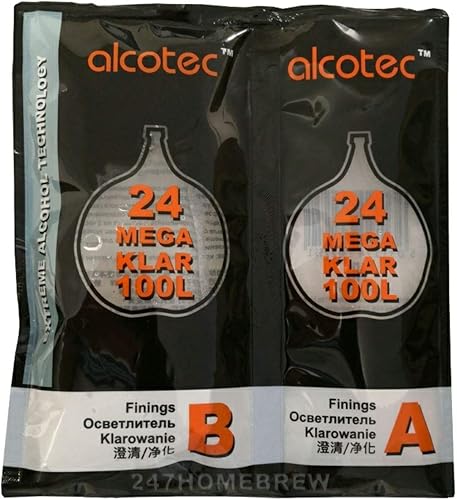 EXTREME ALCOHOL TECHNOLOGY
alcotec™
24
MEGA
KLAR
100L
Finings
Осветлитель
Klarowanie
澄清/净化
B
alcotec™
24
MEGA
KLAR
100L
Finings
Осветлитель
Klarowanie
澄清/净化
A
247HOMEBREW